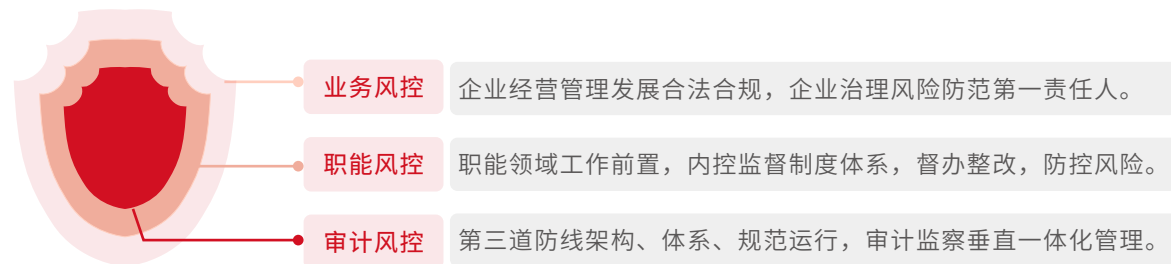 业务风控
企业经营管理发展合法合规，企业治理风险防范第一责任人。
职能风控
职能领域工作前置，内控监督制度体系，督办整改，防控风险。
审计风控
第三道防线架构、体系、规范运行，审计监察垂直一体化管理。